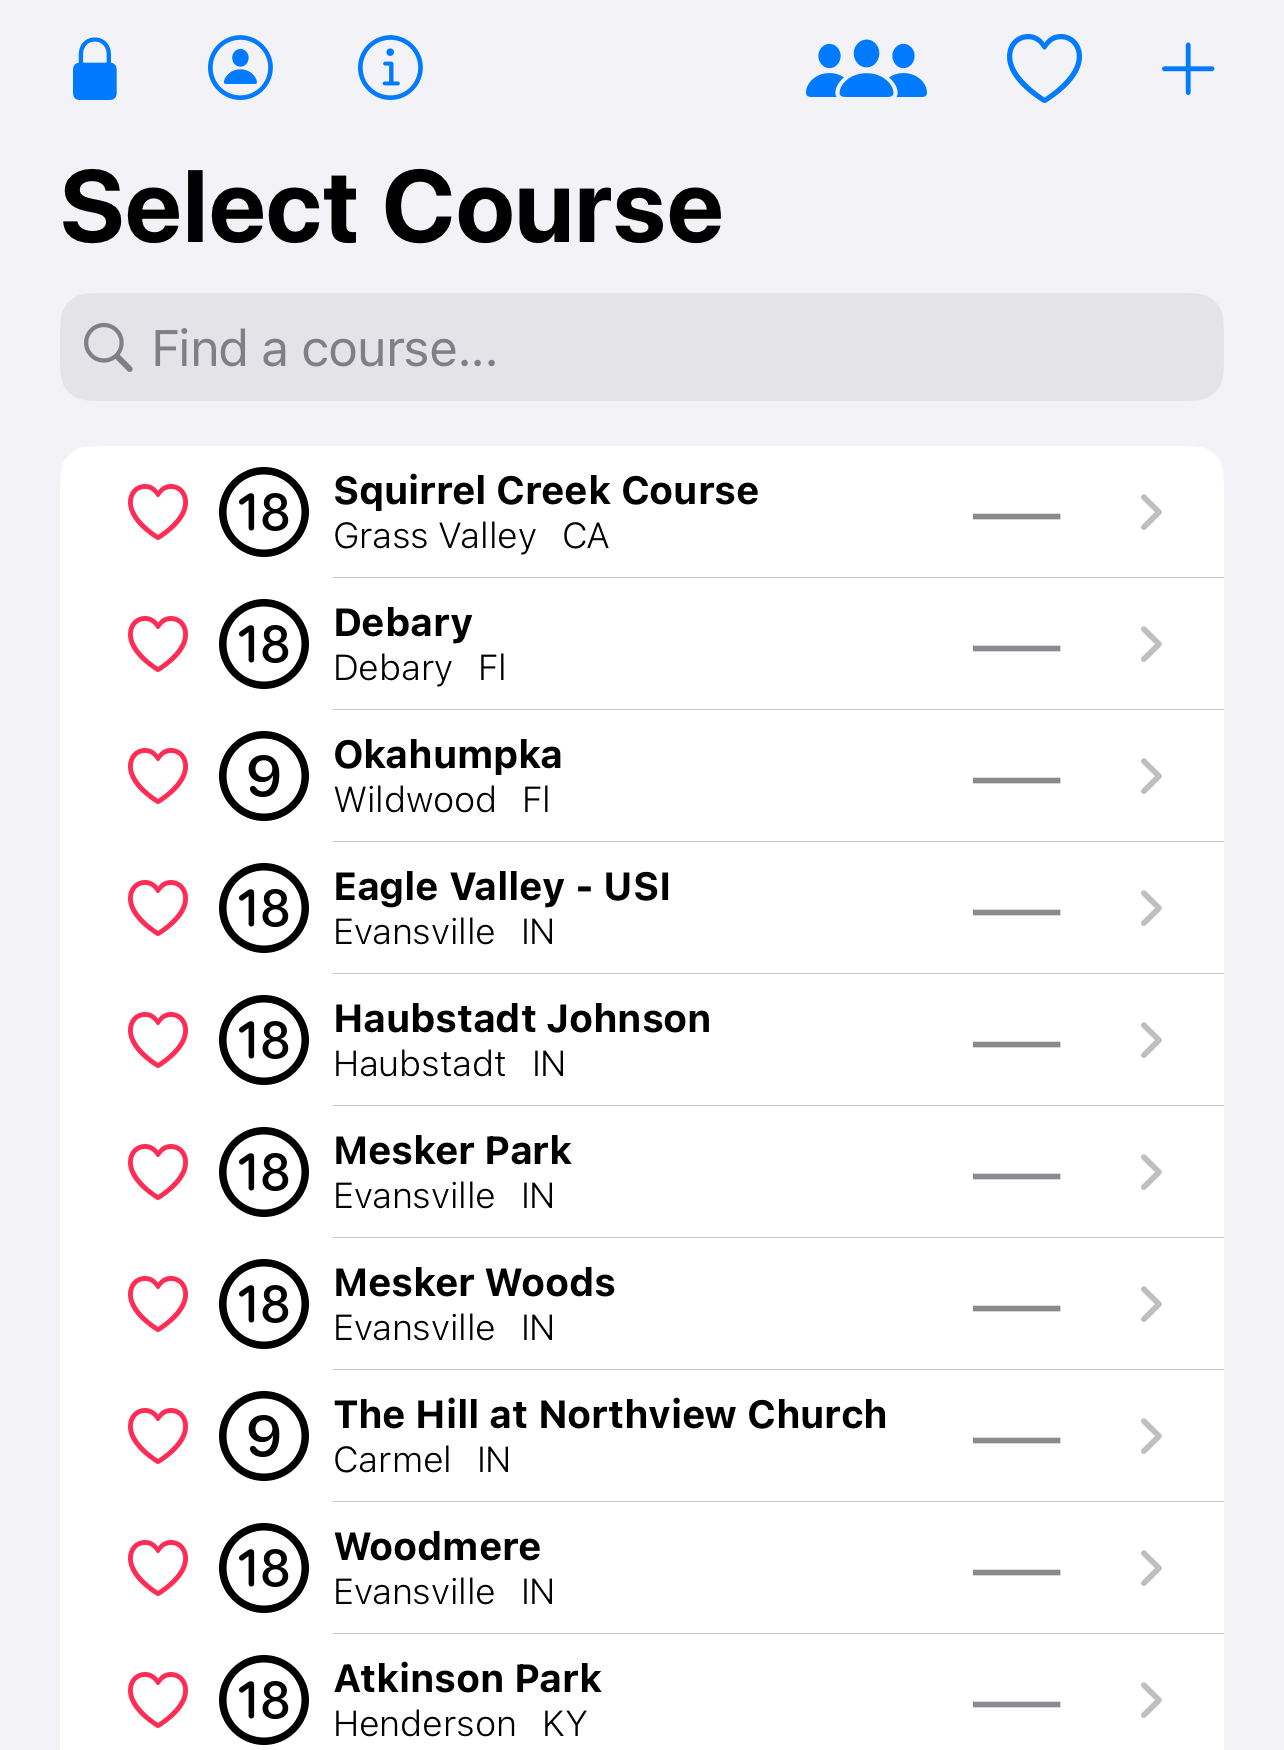 Select Course
Find a course...
18
Squirrel Creek Course
Grass Valley CA
18
Debary
Debary Fl
9
Okahumpka
Wildwood Fl
18
Eagle Valley - USI
Evansville IN
18
Haubstadt Johnson
Haubstadt IN
18
Mesker Park
Evansville IN
18
Mesker Woods
Evansville IN
9
The Hill at Northview Church
Carmel IN
18
Woodmere
Evansville IN
18
Atkinson Park
Henderson KY